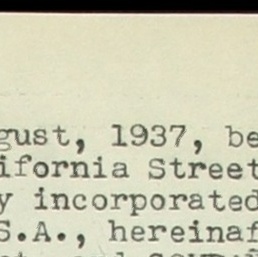 gust, 1937, be
ifornia Street
y incorporated
S.A., hereinaf